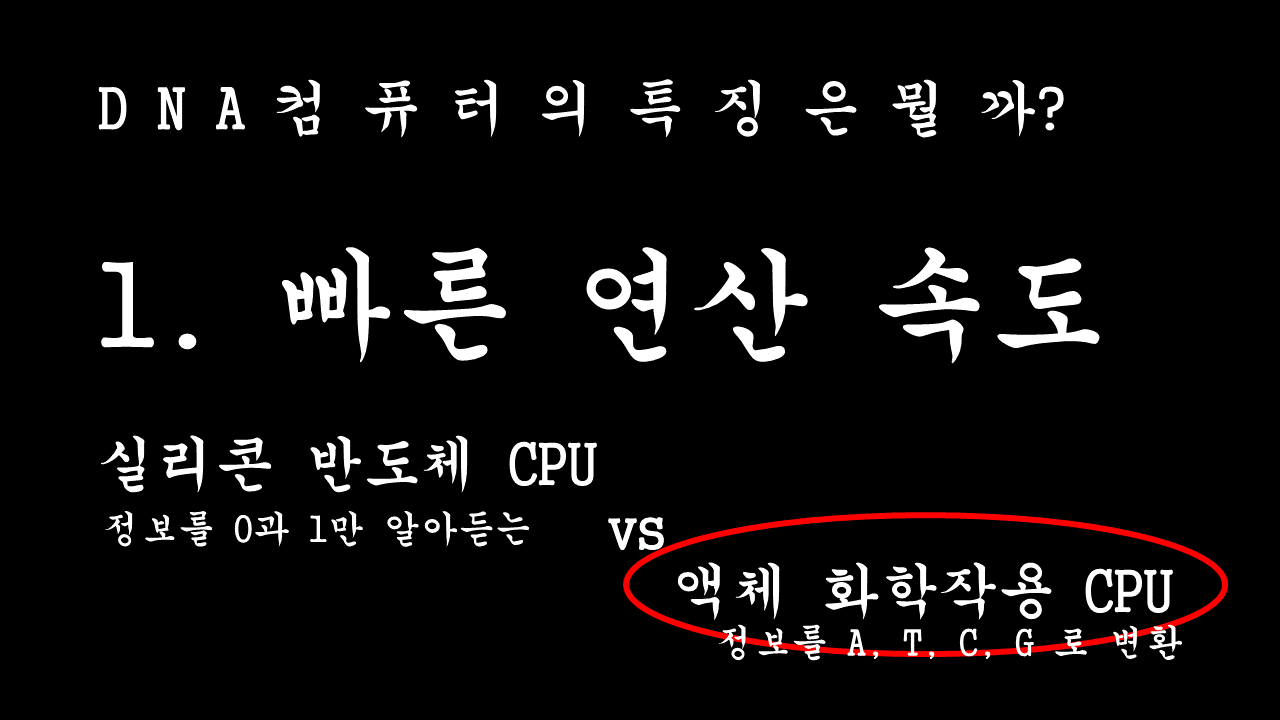 DNA컴퓨터의특징은뭘까?
1. 빠른 연산 속도
실리콘 반도체 CPU
정보를 0과 1만 알아듣는
vs
액체 화학작용 CPU
정보를 A, T, C, G 로 변환